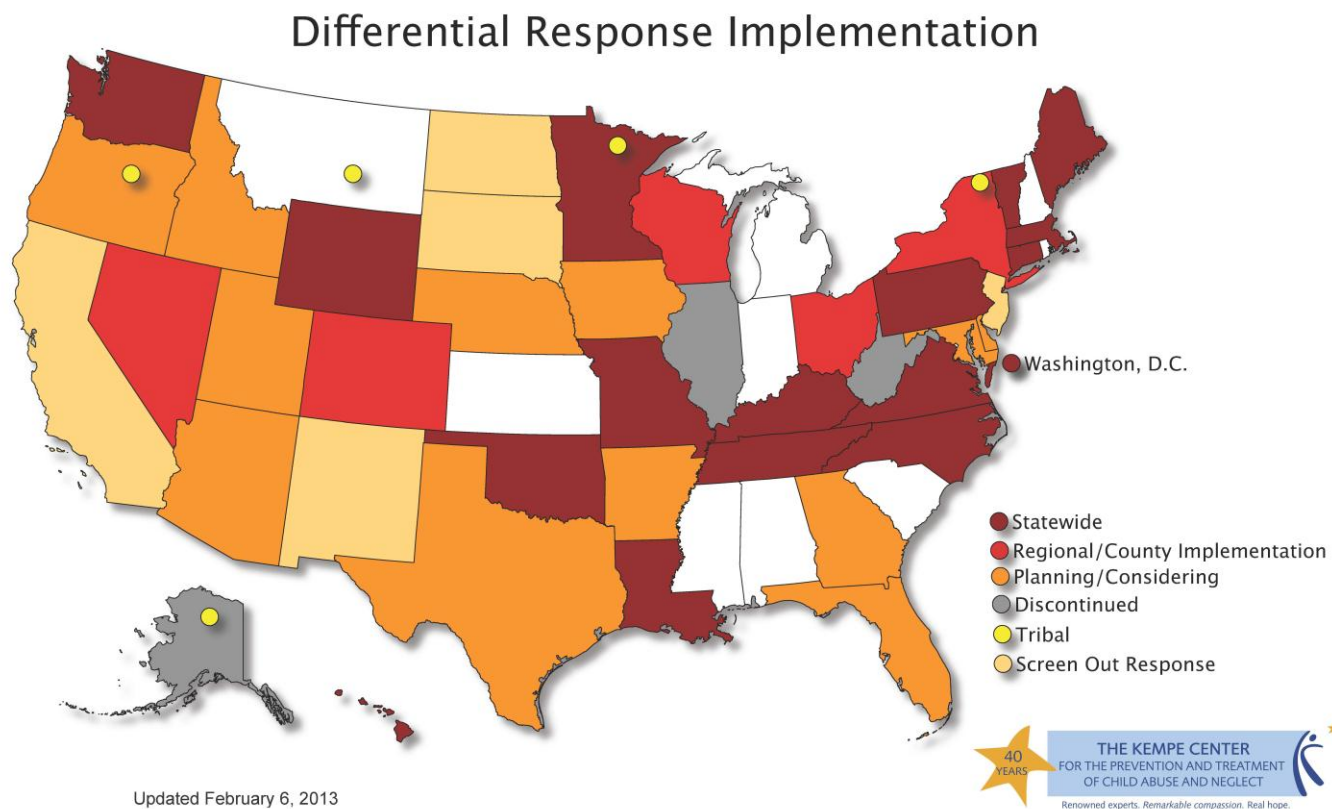 Differential Response Implementation
Washington, D.C.
Statewide
Regional/County Implementation
Planning/Considering
Discontinued
Tribal
Screen Out Response
40
YEARS
THE KEMPE CENTER
FOR THE PREVENTION AND TREATMENT
OF CHILD ABUSE AND NEGLECT
Renowned experts. Remarkable compassion. Real hope.
Updated February 6, 2013